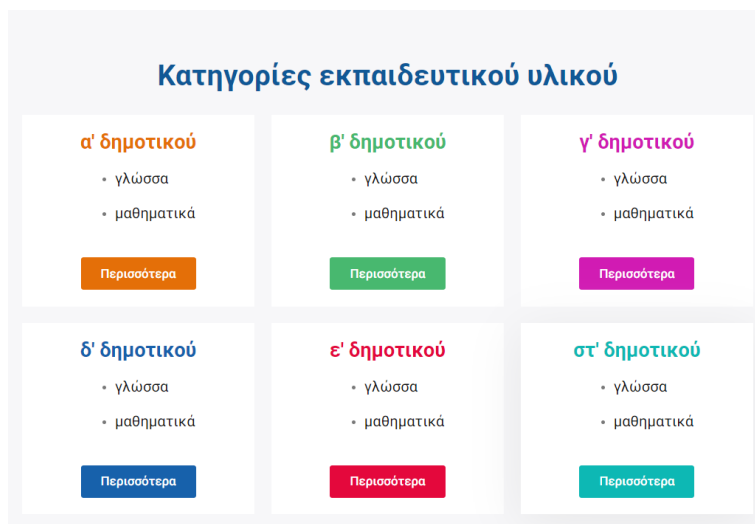 Κατηγορίες εκπαιδευτικού υλικού
α' δημοτικού
γλώσσα
μαθηματικά
Περισσότερα
β' δημοτικού
γλώσσα
μαθηματικά
Περισσότερα
γ' δημοτικού
γλώσσα
μαθηματικά
Περισσότερα
δ' δημοτικού
γλώσσα
μαθηματικά
Περισσότερα
ε' δημοτικού
γλώσσα
μαθηματικά
Περισσότερα
στ' δημοτικού
γλώσσα
μαθηματικά
Περισσότερα